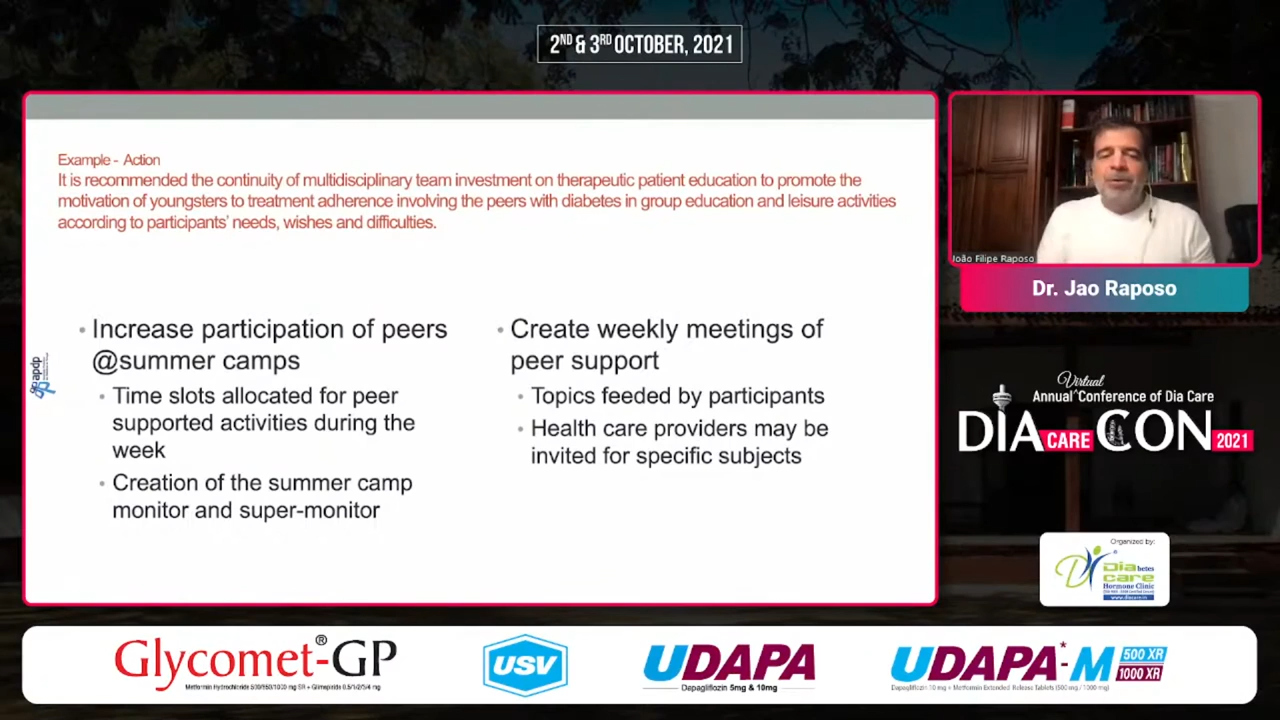 2ND & 3RD OCTOBER, 2021
Example - Action
It is recommended the continuity of multidisciplinary team investment on therapeutic patient education to promote the
motivation of youngsters to treatment adherence involving the peers with diabetes in group education and leisure activities
according to participants' needs, wishes and difficulties.
• Increase participation of peers
@summer camps
• Time slots allocated for peer
supported activities during the
week
• Creation of the summer camp
monitor and super-monitor
• Create weekly meetings of
peer support
• Topics feeded by participants
• Health care providers may be
invited for specific subjects
apdp
João Filipe Raposo
Dr. Jao Raposo
Virtual
Annual ^Conference of Dia Care
DIA CARE CON 2021
Organized by:
Diabetes
care
Hormone Clinic
www.diacare.in
Glycomet®-GP
Metformin Hydrochloride 500/850/1000 mg SR + Glimepiride 0.5/1/2/3/4 mg
USV
UDAPA
Dapagliflozin 5mg & 10mg
UDAPA*-M 500 XR
1000 XR
Dapagliflozin 10 mg + Metformin Extended Release Tablets (500 mg / 1000 mg)